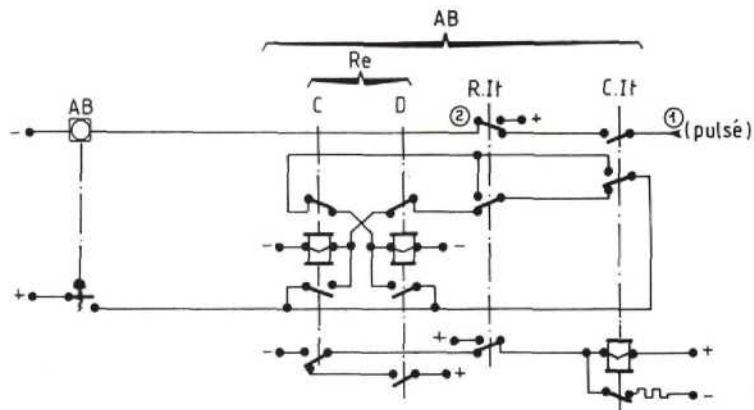 AB
Re
AB C D R.It C.It
- ② + ① (pulsé)
- -
+
+
- + +
-